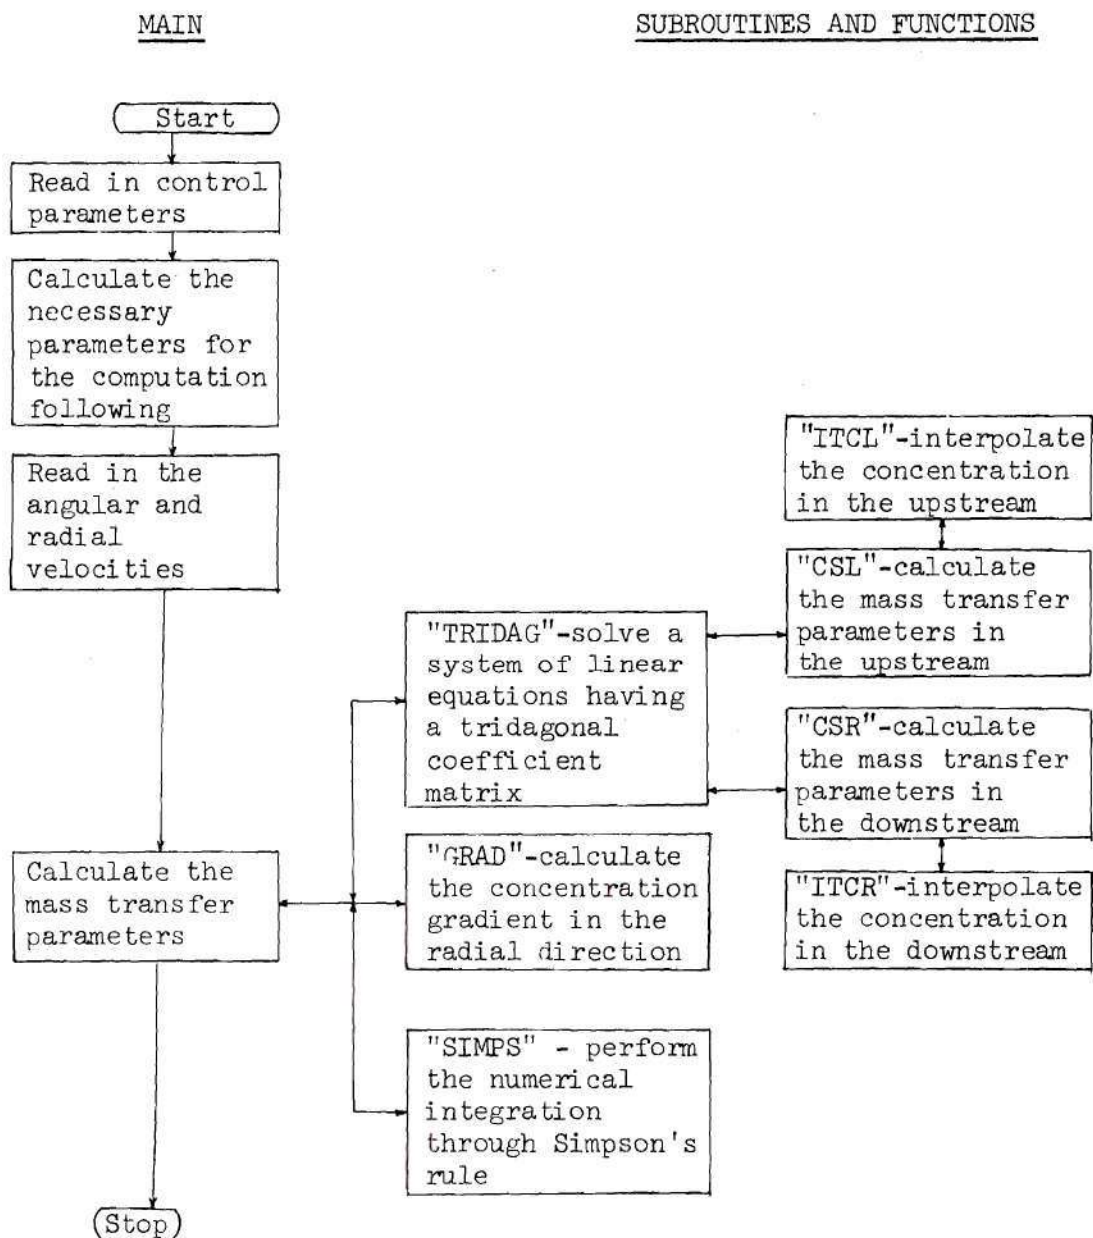 MAIN
SUBROUTINES AND FUNCTIONS
Start
Read in control
parameters
Calculate the
necessary
parameters for
the computation
following
Read in the
angular and
radial
velocities
Calculate the
mass transfer
parameters
Stop
"TRIDAG"-solve a
system of linear
equations having
a tridagonal
coefficient
matrix
"GRAD"-calculate
the concentration
gradient in the
radial direction
"SIMPS" - perform
the numerical
integration
through Simpson's
rule
"ITCL"-interpolate
the concentration
in the upstream
"CSL"-calculate
the mass transfer
parameters in
the upstream
"CSR"-calculate
the mass transfer
parameters in
the downstream
"ITCR"-interpolate
the concentration
in the downstream